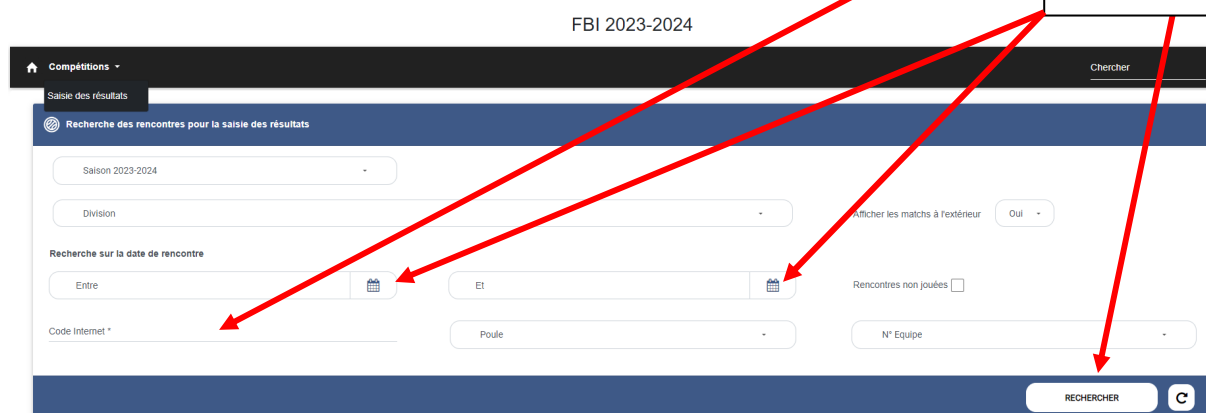 FBI 2023-2024
Compétitions
Chercher
Saisie des résultats
Recherche des rencontres pour la saisie des résultats
Saison 2023-2024
Division
Afficher les matchs à l'extérieur
Oui
Recherche sur la date de rencontre
Entre
Et
Rencontres non jouées
Code Internet *
Poule
N° Equipe
RECHERCHER